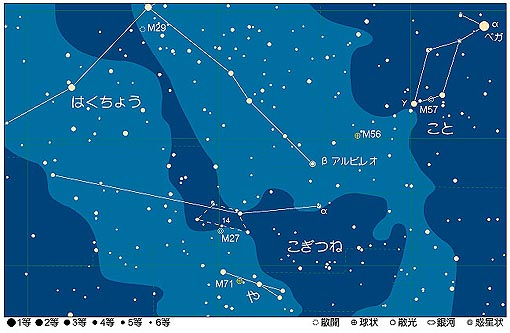 M29
α
ベガ
はくちょう
γ
M57
こと
M56
β アルビレオ
α
14
M27
こぎつね
M71
や
●1等 ●2等 ●3等 ●4等 •5等 •6等 散開 球状 散光 銀河 惑星状